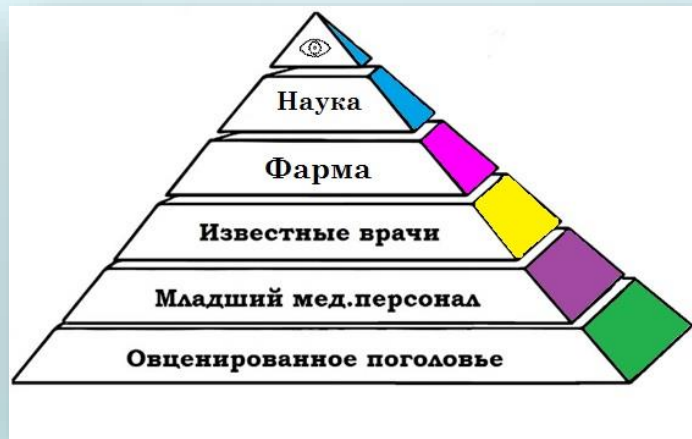 Наука
Фарма
Известные врачи
Младший мед.персонал
Овценированное поголовье